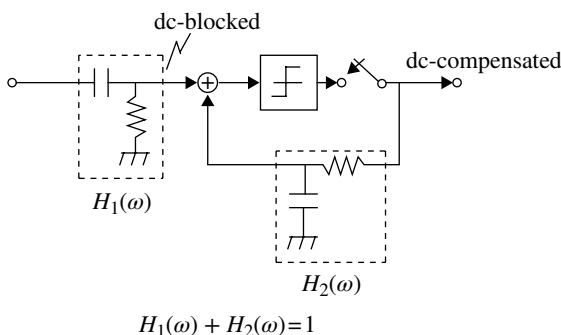 dc-blocked
dc-compensated
+
H₁(ω)
H₂(ω)
H₁(ω) + H₂(ω)=1